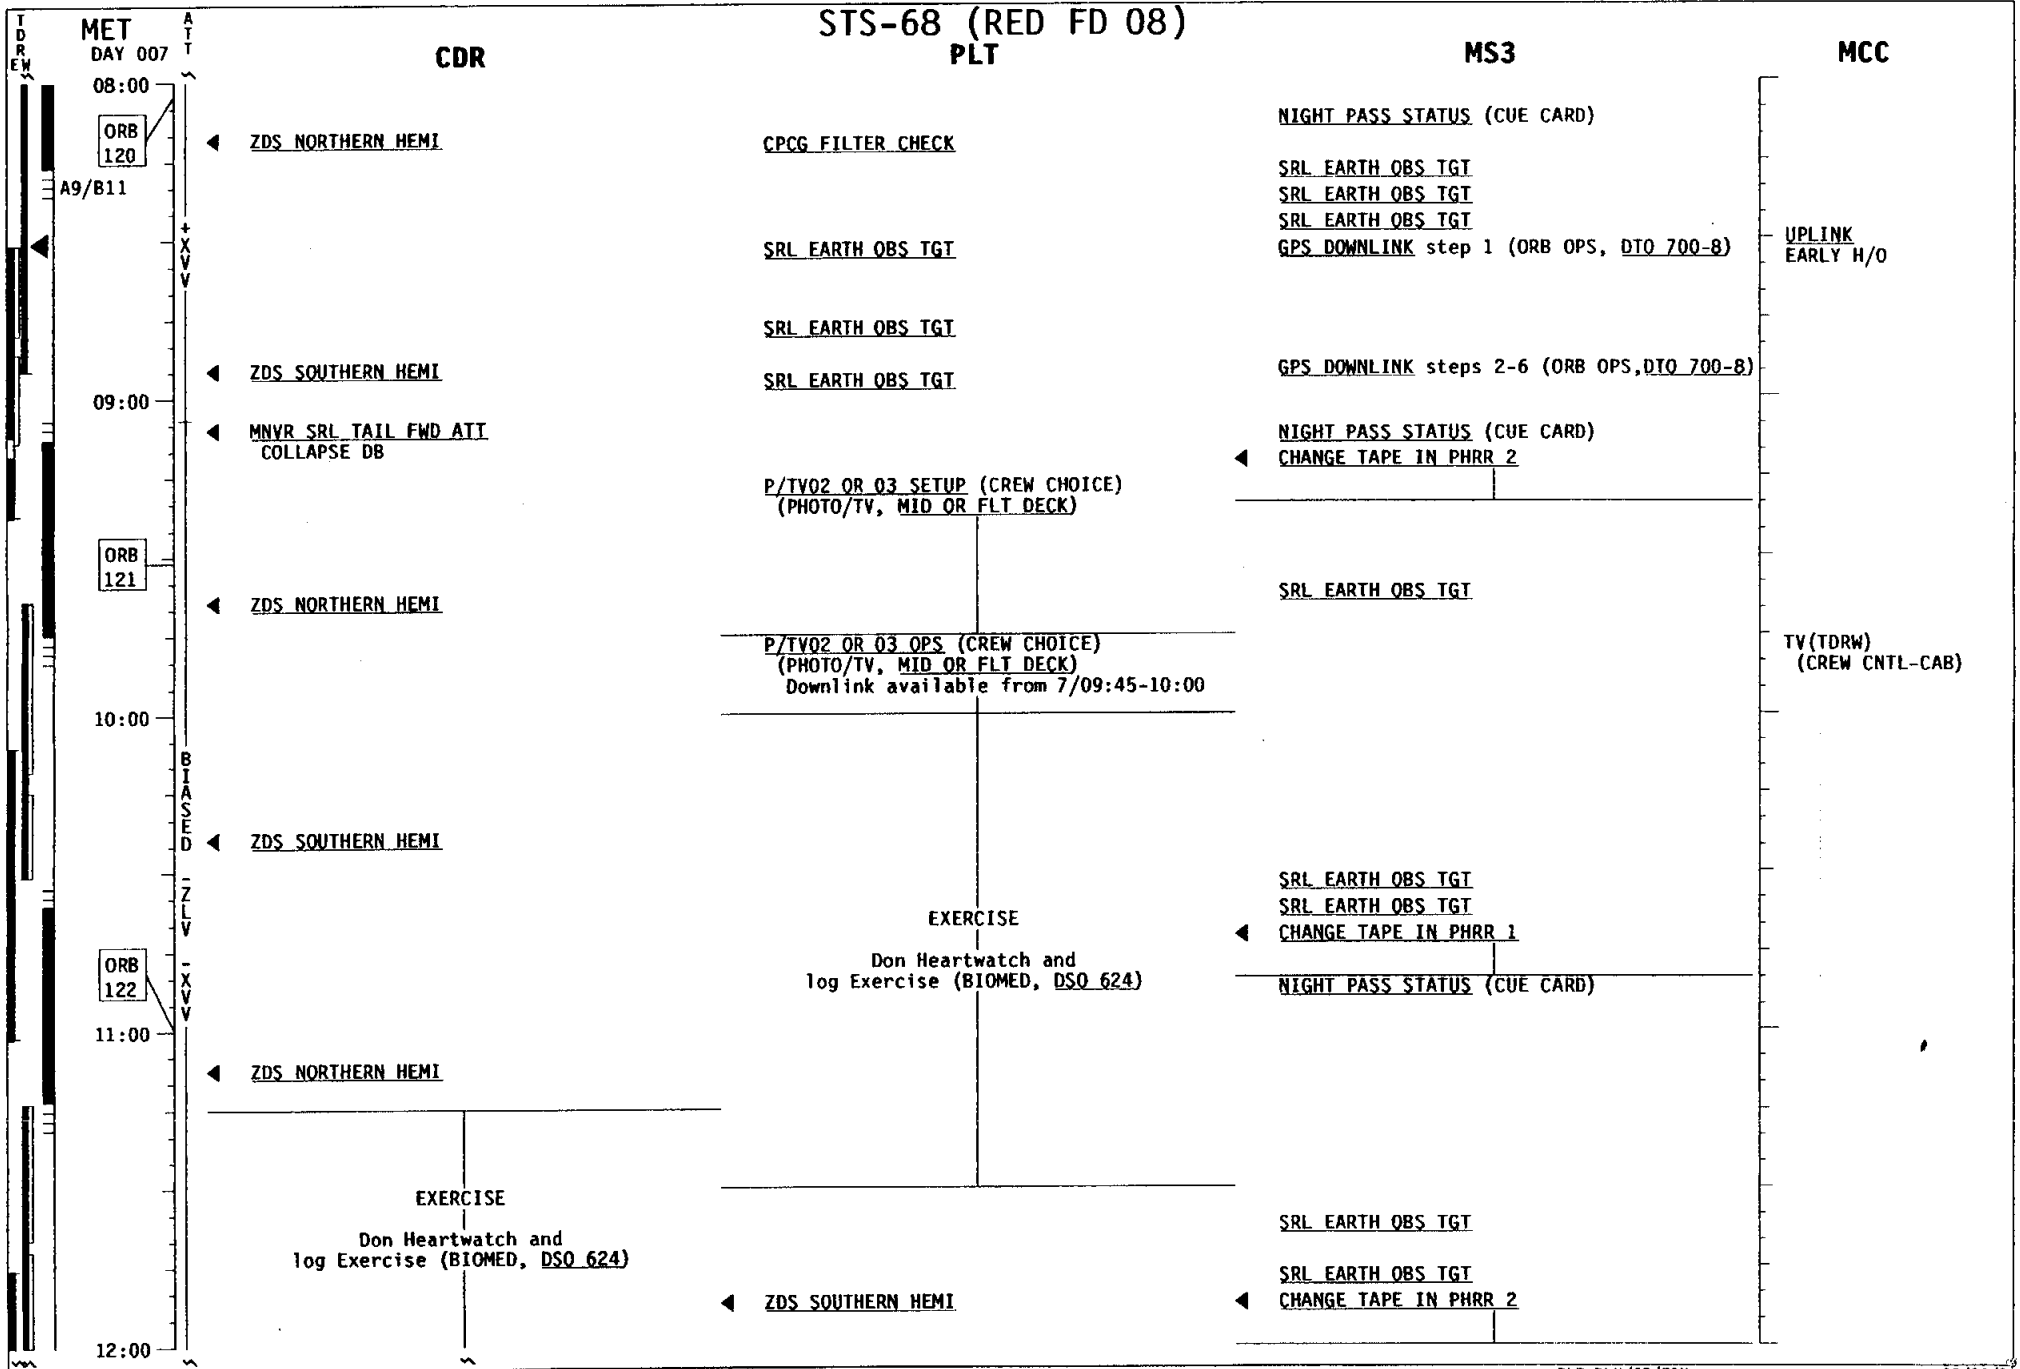 STS-68 (RED FD 08)
TDRE W
MET
DAY 007
ATT
CDR
PLT
MS3
MCC
08:00
ORB
120
A9/B11
+XVV
09:00
ORB
121
10:00
BIASED -ZLV -XVV
ORB
122
11:00
12:00
ZDS NORTHERN HEMI
ZDS SOUTHERN HEMI
MNVR SRL TAIL FWD ATT
COLLAPSE DB
ZDS NORTHERN HEMI
ZDS SOUTHERN HEMI
ZDS NORTHERN HEMI
EXERCISE
Don Heartwatch and
log Exercise (BIOMED, DSO 624)
CPCG FILTER CHECK
SRL EARTH OBS TGT
SRL EARTH OBS TGT
SRL EARTH OBS TGT
P/TV02 OR 03 SETUP (CREW CHOICE)
(PHOTO/TV, MID OR FLT DECK)
P/TV02 OR 03 OPS (CREW CHOICE)
(PHOTO/TV, MID OR FLT DECK)
Downlink available from 7/09:45-10:00
EXERCISE
Don Heartwatch and
log Exercise (BIOMED, DSO 624)
ZDS SOUTHERN HEMI
NIGHT PASS STATUS (CUE CARD)
SRL EARTH OBS TGT
SRL EARTH OBS TGT
SRL EARTH OBS TGT
GPS DOWNLINK step 1 (ORB OPS, DTO 700-8)
GPS DOWNLINK steps 2-6 (ORB OPS,DTO 700-8)
NIGHT PASS STATUS (CUE CARD)
CHANGE TAPE IN PHRR 2
SRL EARTH OBS TGT
SRL EARTH OBS TGT
SRL EARTH OBS TGT
CHANGE TAPE IN PHRR 1
NIGHT PASS STATUS (CUE CARD)
SRL EARTH OBS TGT
SRL EARTH OBS TGT
CHANGE TAPE IN PHRR 2
UPLINK
EARLY H/O
TV(TDRW)
(CREW CNTL-CAB)